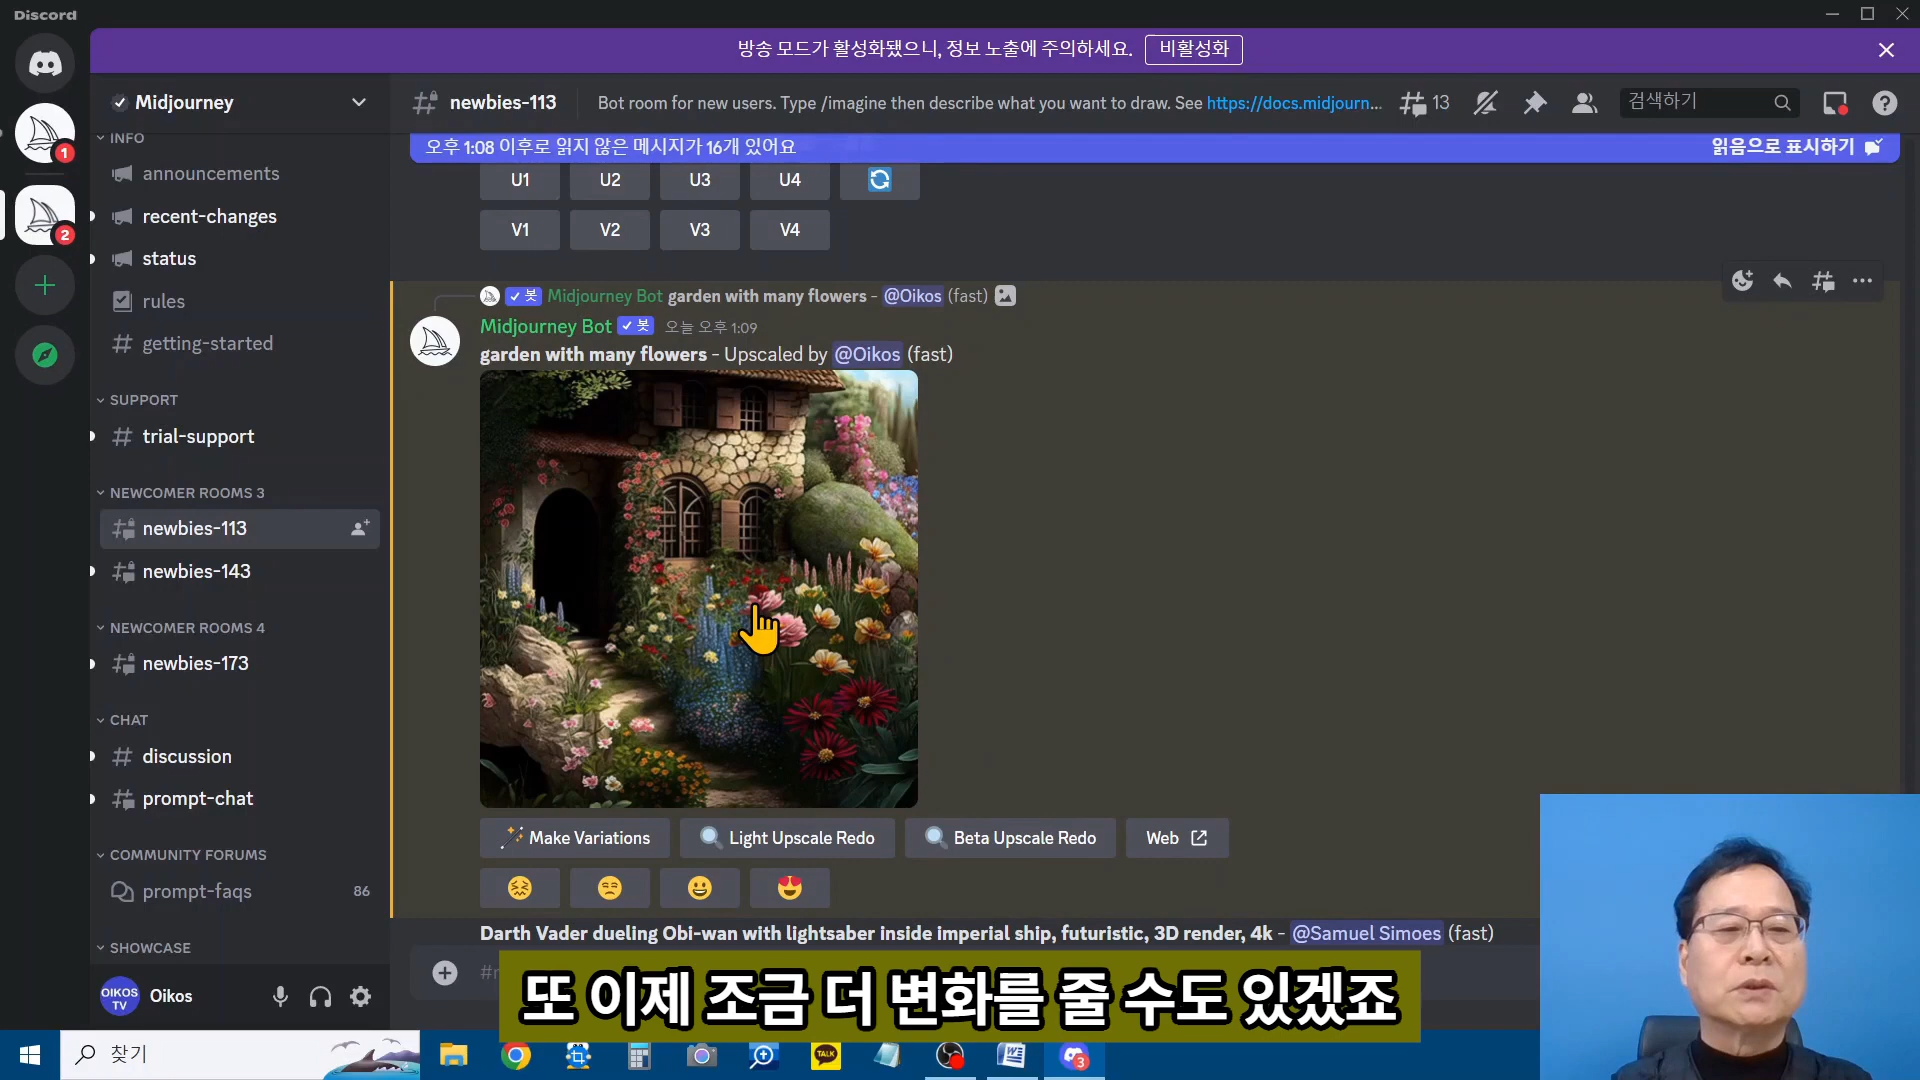 Discord
방송 모드가 활성화됐으니, 정보 노출에 주의하세요. 비활성화
Midjourney
newbies-113
Bot room for new users. Type /imagine then describe what you want to draw. See https://docs.midjourn...
13
검색하기
1
2
INFO
announcements
recent-changes
status
rules
getting-started
SUPPORT
trial-support
NEWCOMER ROOMS 3
newbies-113
newbies-143
NEWCOMER ROOMS 4
newbies-173
CHAT
discussion
prompt-chat
COMMUNITY FORUMS
prompt-faqs 86
SHOWCASE
OIKOS TV
Oikos
오후 1:08 이후로 읽지 않은 메시지가 16개 있어요 읽음으로 표시하기
U1 U2 U3 U4
V1 V2 V3 V4
봇 Midjourney Bot garden with many flowers - @Oikos (fast)
Midjourney Bot 봇 오늘 오후 1:09
garden with many flowers - Upscaled by @Oikos (fast)
Make Variations Light Upscale Redo Beta Upscale Redo Web
Darth Vader dueling Obi-wan with lightsaber inside imperial ship, futuristic, 3D render, 4k - @Samuel Simoes (fast)
또 이제 조금 더 변화를 줄 수도 있겠죠
찾기
TALK
W
3